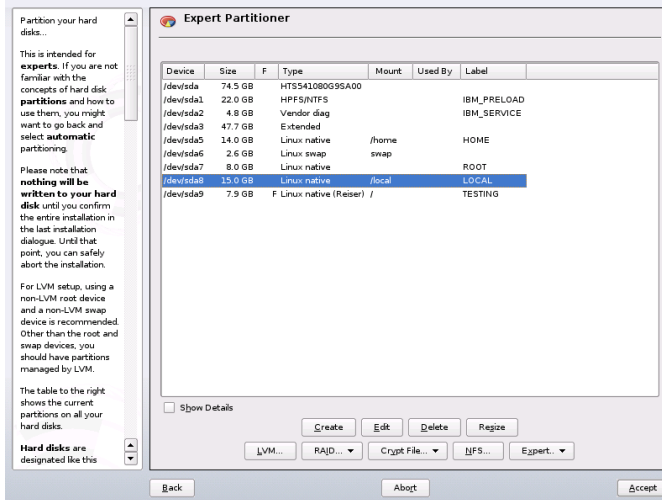 Partition your hard
disks...
This is intended for
experts. If you are not
familiar with the
concepts of hard disk
partitions and how to
use them, you might
want to go back and
select automatic
partitioning.
Please note that
nothing will be
written to your hard
disk until you confirm
the entire installation in
the last installation
dialogue. Until that
point, you can safely
abort the installation.
For LVM setup, using a
non-LVM root device
and a non-LVM swap
device is recommended.
Other than the root and
swap devices, you
should have partitions
managed by LVM.
The table to the right
shows the current
partitions on all your
hard disks.
Hard disks are
designated like this
Expert Partitioner
Device Size F Type Mount Used By Label
/dev/sda 74.5 GB HTS541080G9SA00
/dev/sda1 22.0 GB HPFS/NTFS IBM_PRELOAD
/dev/sda2 4.8 GB Vendor diag IBM_SERVICE
/dev/sda3 47.7 GB Extended
/dev/sda5 14.0 GB Linux native /home HOME
/dev/sda6 2.6 GB Linux swap swap
/dev/sda7 8.0 GB Linux native ROOT
/dev/sda8 15.0 GB Linux native /local LOCAL
/dev/sda9 7.9 GB F Linux native (Reiser) / TESTING
Show Details
Create Edit Delete Resize
LVM... RAID... Crypt File... NFS... Expert..
Back Abort Accept